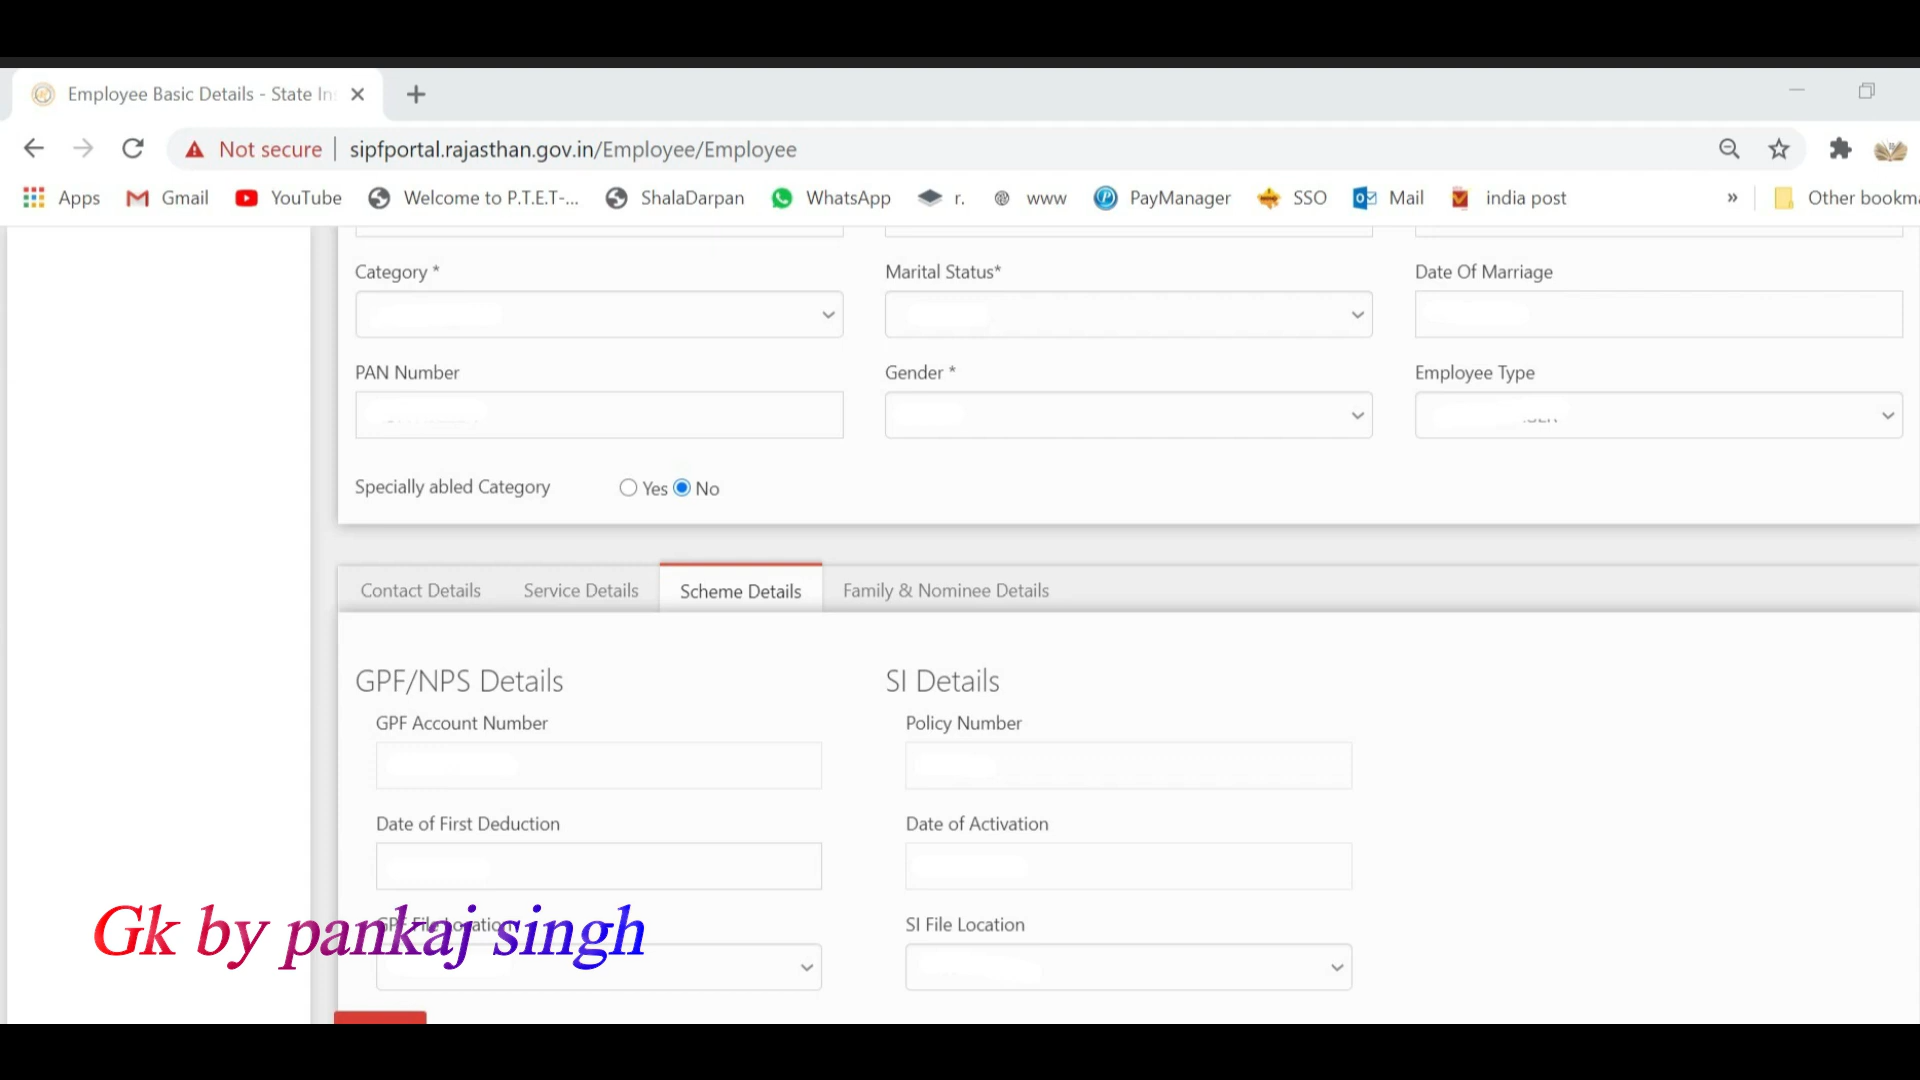 Employee Basic Details - State In
Not secure | sipfportal.rajasthan.gov.in/Employee/Employee
Apps Gmail YouTube Welcome to P.T.E.T-... ShalaDarpan WhatsApp r. www PayManager SSO Mail india post » Other bookma
Category * Marital Status* Date Of Marriage
PAN Number Gender * Employee Type
Specially abled Category Yes No
Contact Details Service Details Scheme Details Family & Nominee Details
GPF/NPS Details SI Details
GPF Account Number Policy Number
Date of First Deduction Date of Activation
GPF File Location SI File Location
Gk by pankaj singh